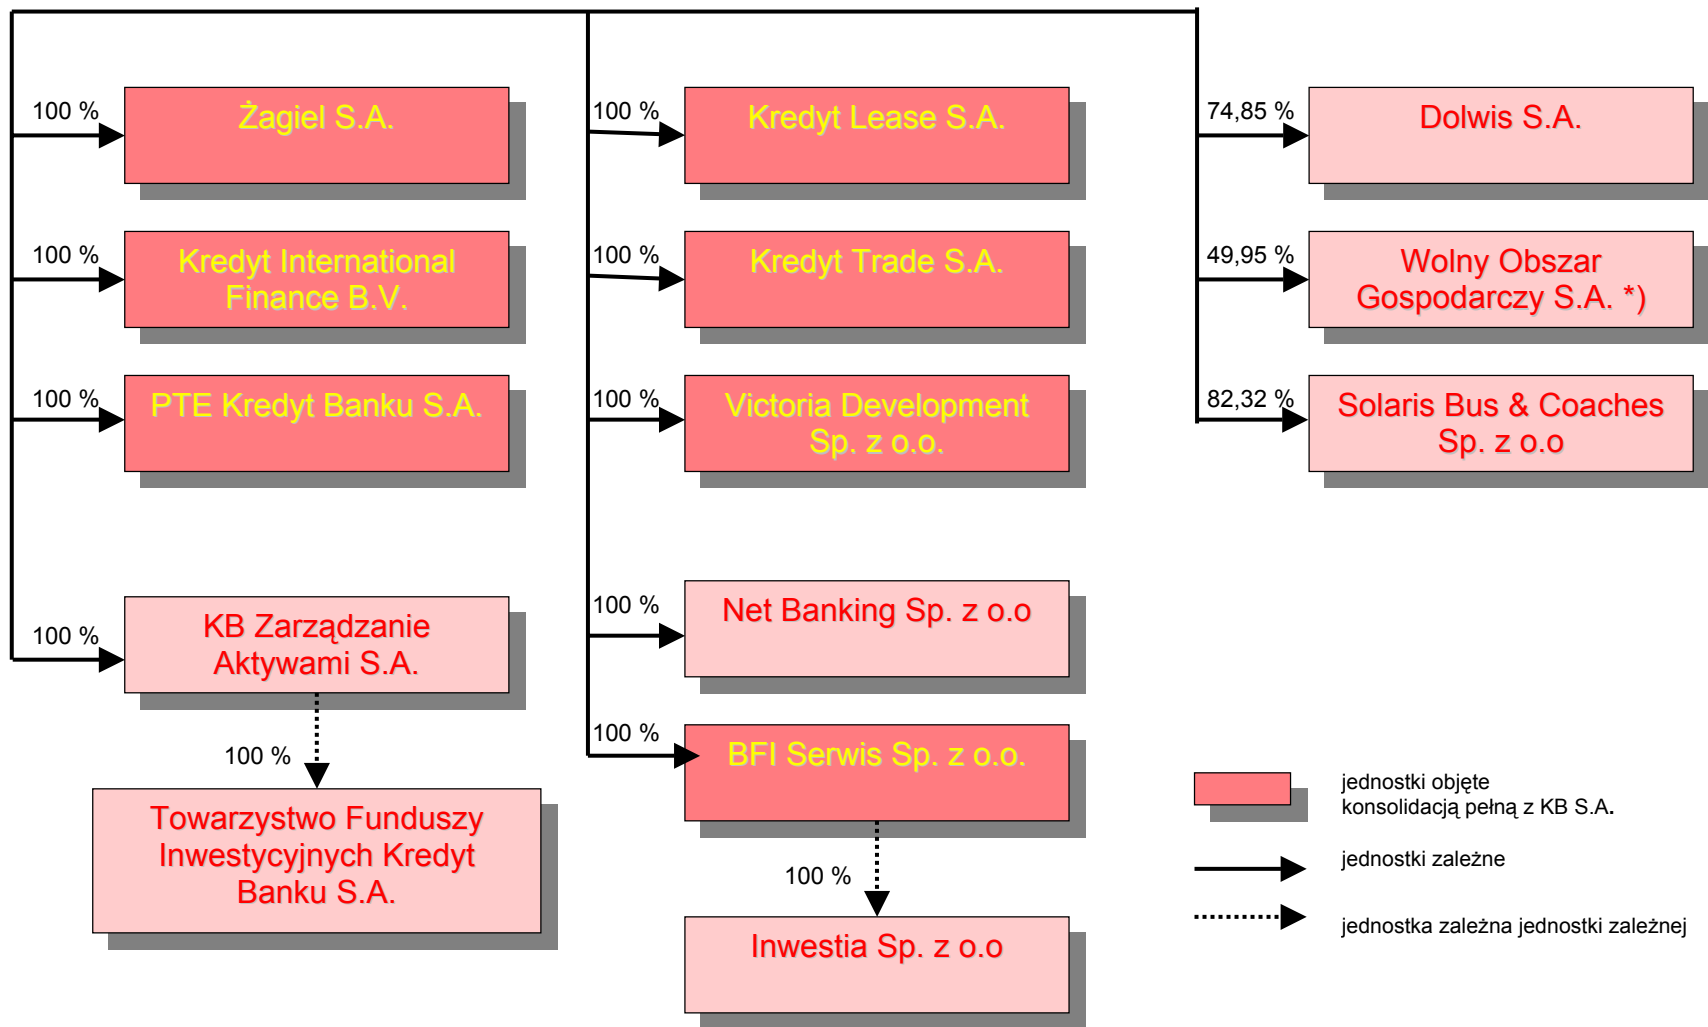 100 %
Żagiel S.A.
100 %
Kredyt International
Finance B.V.
100 %
PTE Kredyt Banku S.A.
100 %
KB Zarządzanie
Aktywami S.A.
100 %
Towarzystwo Funduszy
Inwestycyjnych Kredyt
Banku S.A.
100 %
Kredyt Lease S.A.
100 %
Kredyt Trade S.A.
100 %
Victoria Development
Sp. z o.o.
100 %
Net Banking Sp. z o.o
100 %
BFI Serwis Sp. z o.o.
100 %
Inwestia Sp. z o.o
74,85 %
Dolwis S.A.
49,95 %
Wolny Obszar
Gospodarczy S.A. *)
82,32 %
Solaris Bus & Coaches
Sp. z o.o
jednostki objęte
konsolidacją pełną z KB S.A.
jednostki zależne
jednostka zależna jednostki zależnej